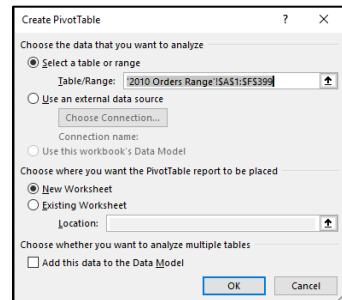 Create PivotTable ? ×
Choose the data that you want to analyze
Select a table or range
Table/Range: '2010 Orders Range'!$A$1:$F$399
Use an external data source
Choose Connection...
Connection name:
Use this workbook's Data Model
Choose where you want the PivotTable report to be placed
New Worksheet
Existing Worksheet
Location:
Choose whether you want to analyze multiple tables
Add this data to the Data Model
OK Cancel